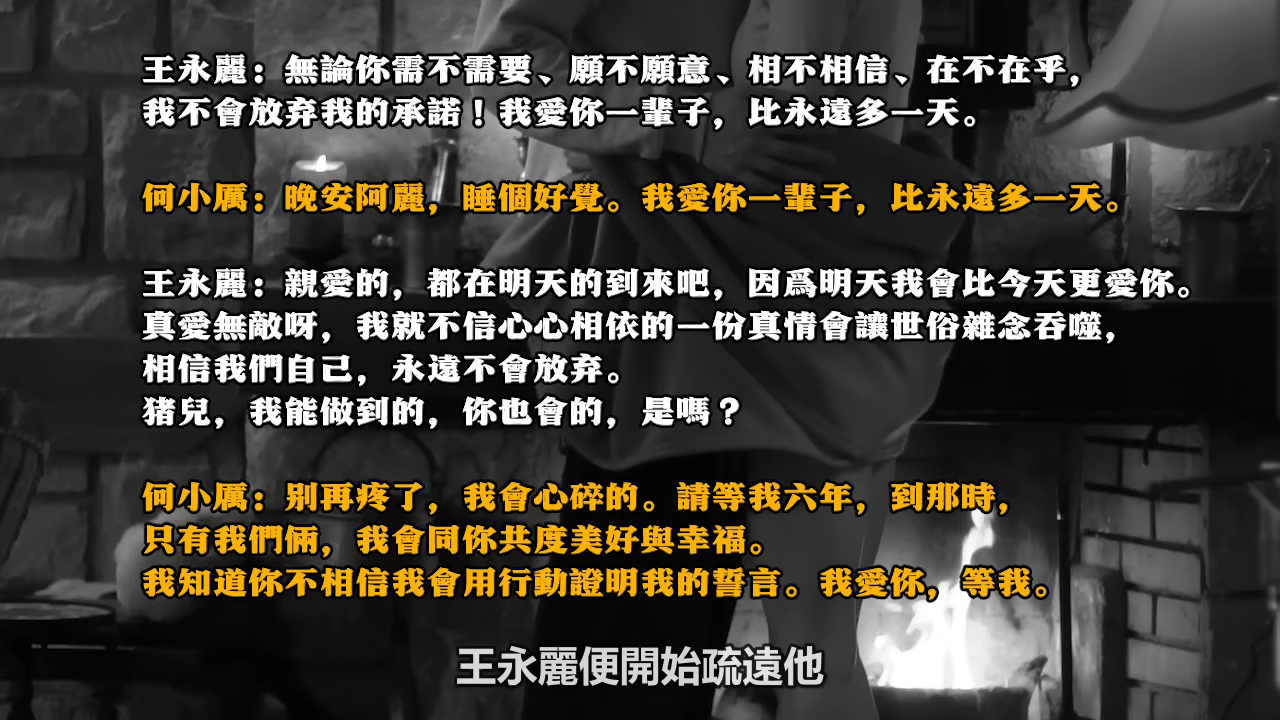 王永麗：無論你需不需要、願不願意、相不相信、在不在乎，
我不會放弃我的承諾！我愛你一輩子，比永遠多一天。
何小厲：晚安阿麗，睡個好覺。我愛你一輩子，比永遠多一天。
王永麗：親愛的，都在明天的到來吧，因爲明天我會比今天更愛你。
真愛無敵呀，我就不信心心相依的一份真情會讓世俗雜念吞噬，
相信我們自己，永遠不會放弃。
猪兒，我能做到的，你也會的，是嗎？
何小厲：别再疼了，我會心碎的。請等我六年，到那時，
只有我們倆，我會同你共度美好與幸福。
我知道你不相信我會用行動證明我的誓言。我愛你，等我。
王永麗便開始疏遠他